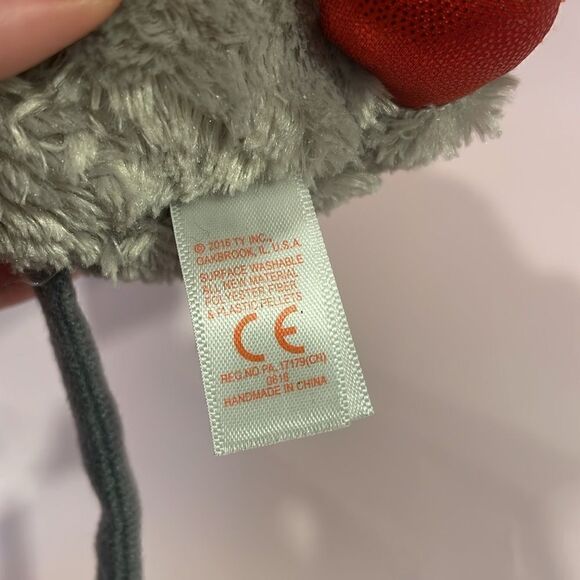 © 2016 TY INC.,
OAKBROOK, IL. U.S.A.
SURFACE WASHABLE
ALL NEW MATERIAL
POLYESTER FIBER
& PLASTIC PELLETS
CE
REG.NO PA. 17179(CN)
0616
HANDMADE IN CHINA